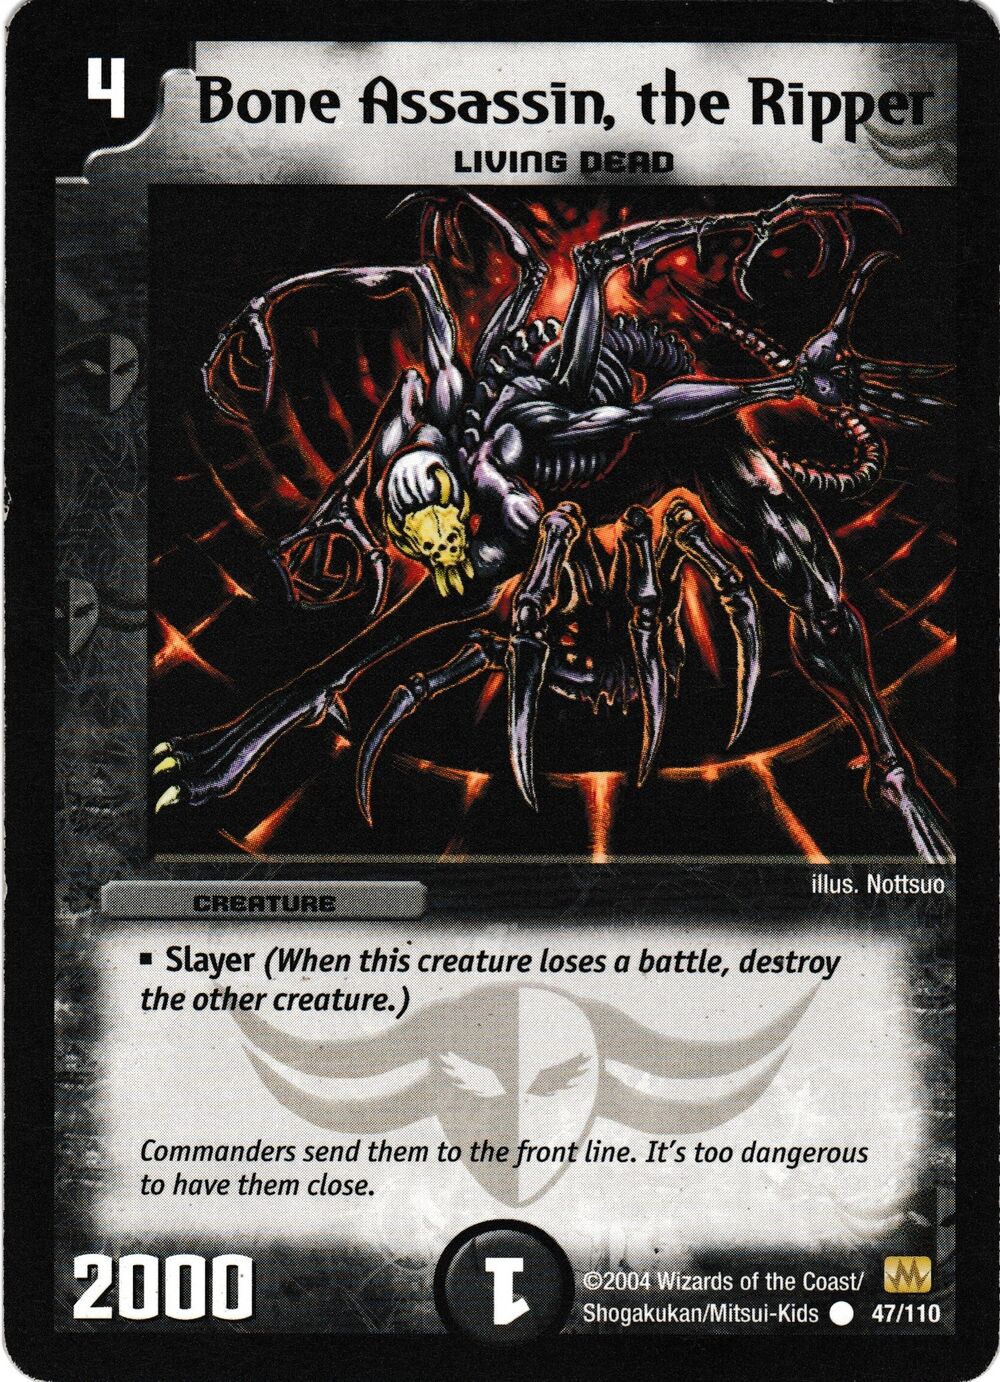 4
Bone Assassin, the Ripper
LIVING DEAD
illus. Nottsuo
CREATURE
▪ Slayer (When this creature loses a battle, destroy
the other creature.)
Commanders send them to the front line. It's too dangerous
to have them close.
2000
1
©2004 Wizards of the Coast/
Shogakukan/Mitsui-Kids ● 47/110